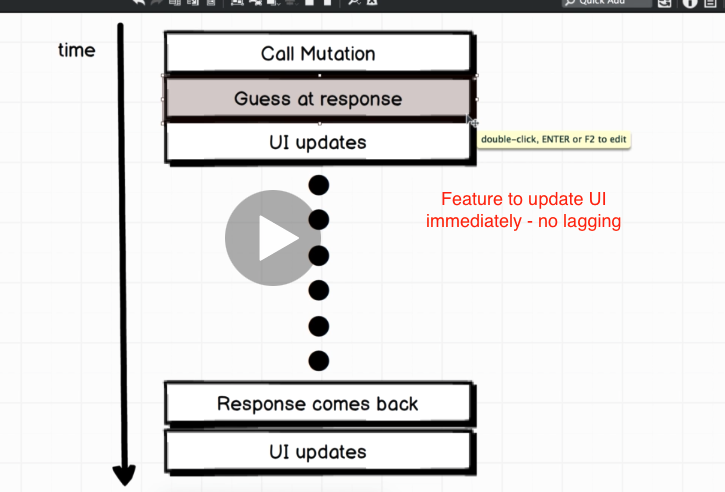 Quick Add
time
Call Mutation
Guess at response
UI updates
double-click, ENTER or F2 to edit
Feature to update UI
immediately - no lagging
Response comes back
UI updates